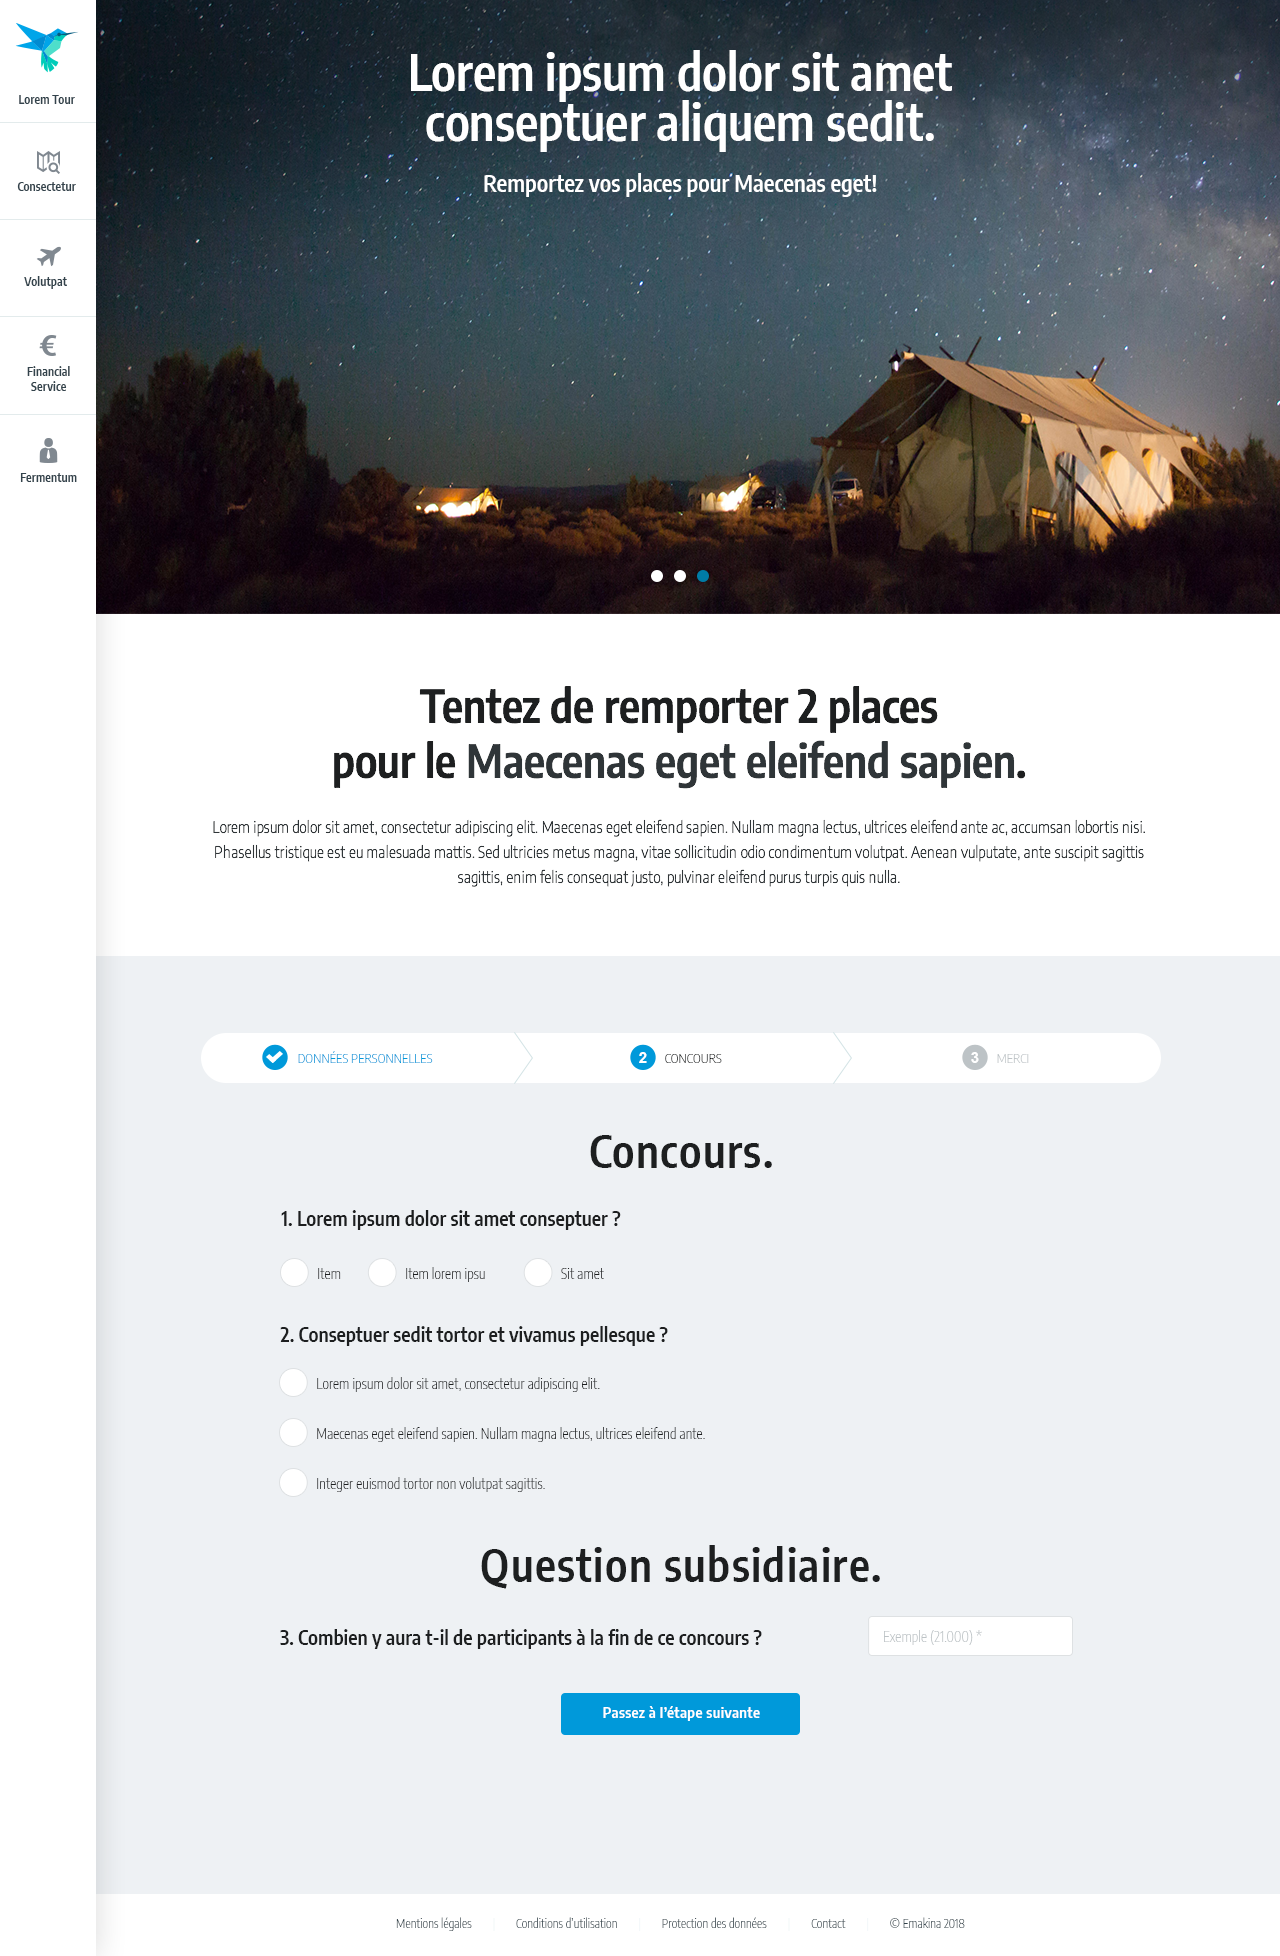 Lorem Tour
Consectetur
Volutpat
Financial
Service
Fermentum
Lorem ipsum dolor sit amet
conseptuer aliquem sedit.
Remportez vos places pour Maecenas eget!
Tentez de remporter 2 places
pour le Maecenas eget eleifend sapien.
Lorem ipsum dolor sit amet, consectetur adipiscing elit. Maecenas eget eleifend sapien. Nullam magna lectus, ultrices eleifend ante ac, accumsan lobortis nisi.
Phasellus tristique est eu malesuada mattis. Sed ultricies metus magna, vitae sollicitudin odio condimentum volutpat. Aenean vulputate, ante suscipit sagittis
sagittis, enim felis consequat justo, pulvinar eleifend purus turpis quis nulla.
DONNÉES PERSONNELLES
2 CONCOURS
3 MERCI
Concours.
1. Lorem ipsum dolor sit amet conseptuer ?
Item
Item lorem ipsu
Sit amet
2. Conseptuer sedit tortor et vivamus pellesque ?
Lorem ipsum dolor sit amet, consectetur adipiscing elit.
Maecenas eget eleifend sapien. Nullam magna lectus, ultrices eleifend ante.
Integer euismod tortor non volutpat sagittis.
Question subsidiaire.
3. Combien y aura t-il de participants à la fin de ce concours ?
Exemple (21.000) *
Passez à l'étape suivante
Mentions légales
Conditions d'utilisation
Protection des données
Contact
© Emakina 2018